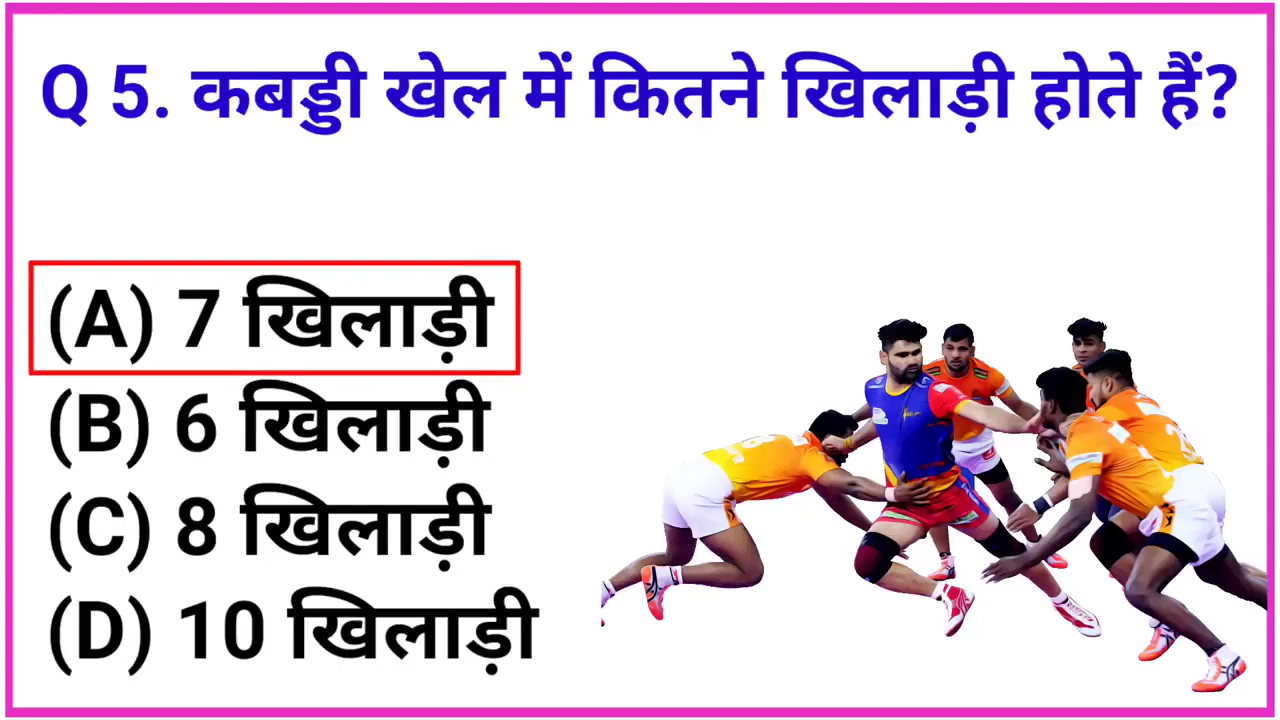 Q 5. कबड्डी खेल में कितने खिलाड़ी होते हैं?
(A) 7 खिलाड़ी
(B) 6 खिलाड़ी
(C) 8 खिलाड़ी
(D) 10 खिलाड़ी